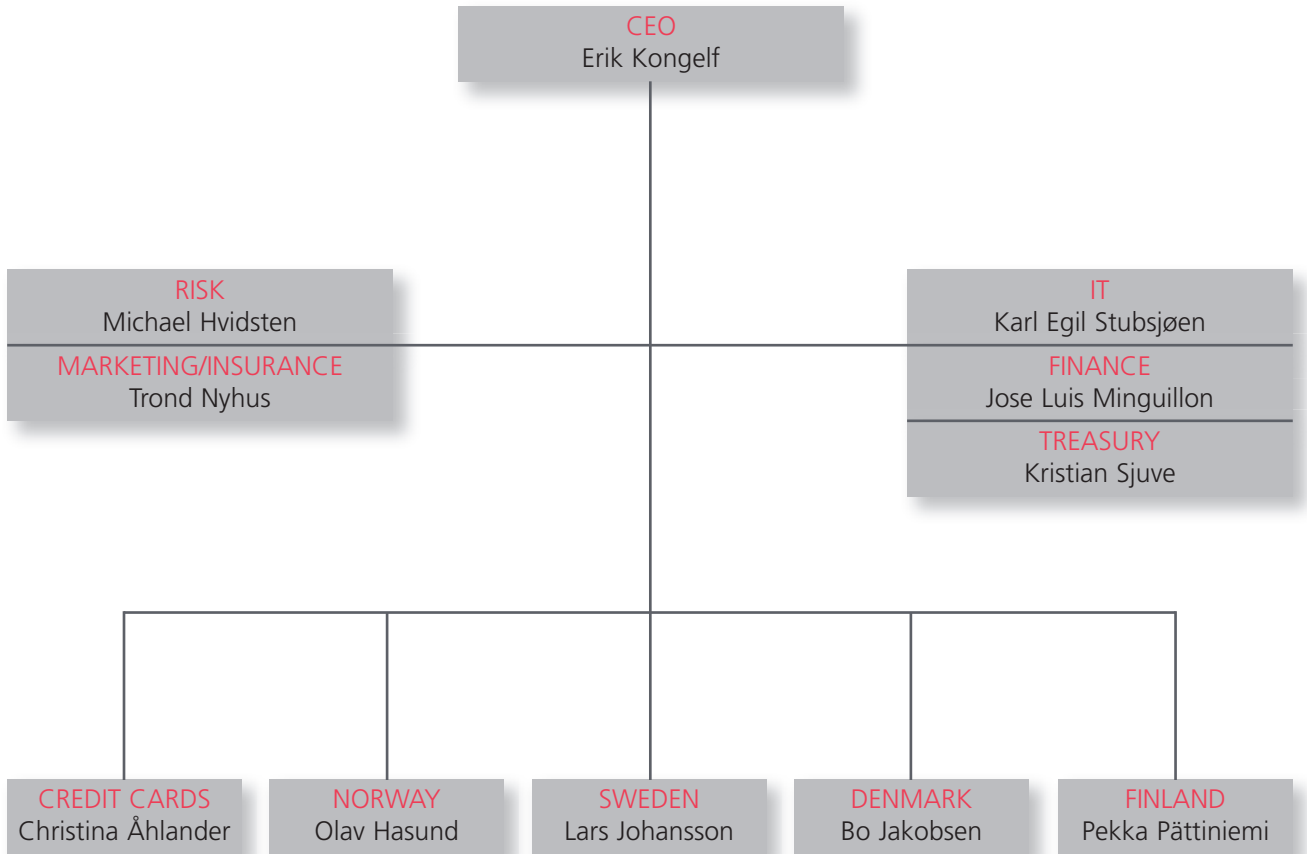 CEO
Erik Kongelf
RISK
Michael Hvidsten
MARKETING/INSURANCE
Trond Nyhus
IT
Karl Egil Stubsjøen
FINANCE
Jose Luis Minguillon
TREASURY
Kristian Sjuve
CREDIT CARDS
Christina Åhlander
NORWAY
Olav Hasund
SWEDEN
Lars Johansson
DENMARK
Bo Jakobsen
FINLAND
Pekka Pättiniemi